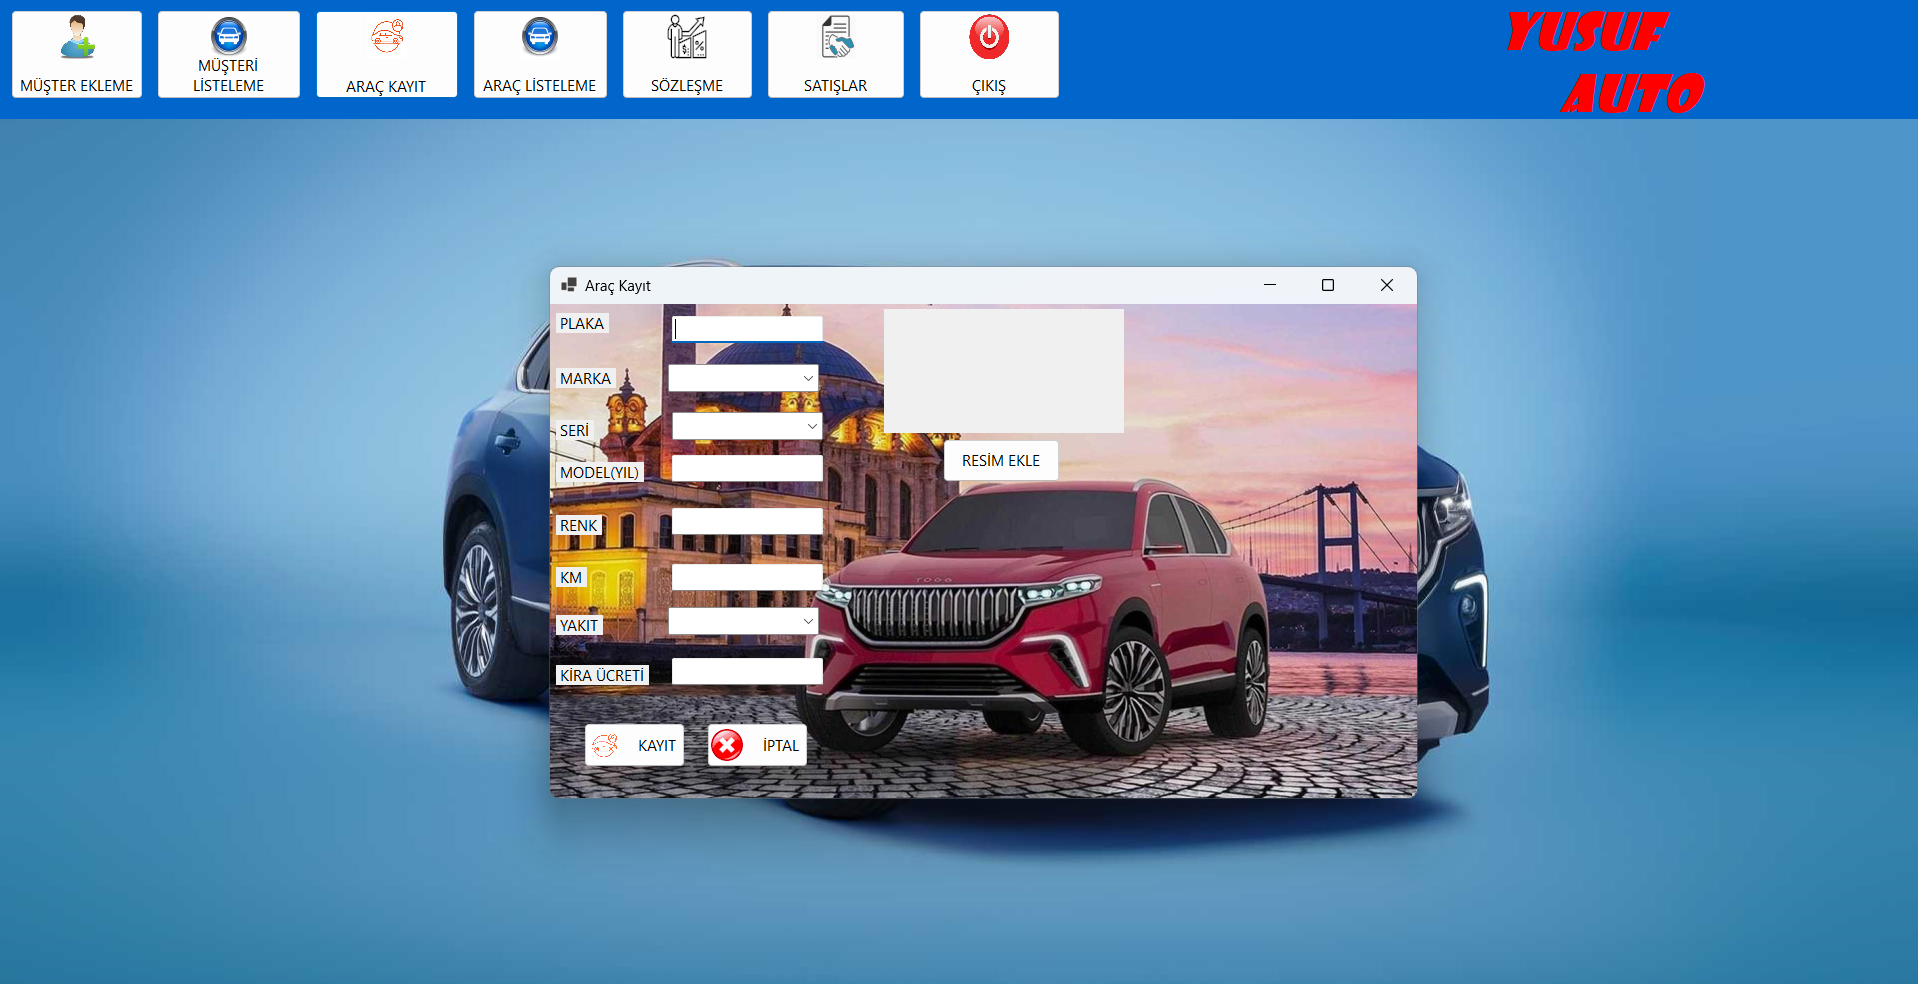 MÜŞTER EKLEME
MÜŞTERİ
LİSTELEME
ARAÇ KAYIT
ARAÇ LİSTELEME
SÖZLEŞME
SATIŞLAR
ÇIKIŞ
YUSUF
AUTO
Araç Kayıt
PLAKA
MARKA
SERİ
MODEL(YIL)
RENK
KM
YAKIT
KİRA ÜCRETİ
RESİM EKLE
TOGG
KAYIT
İPTAL